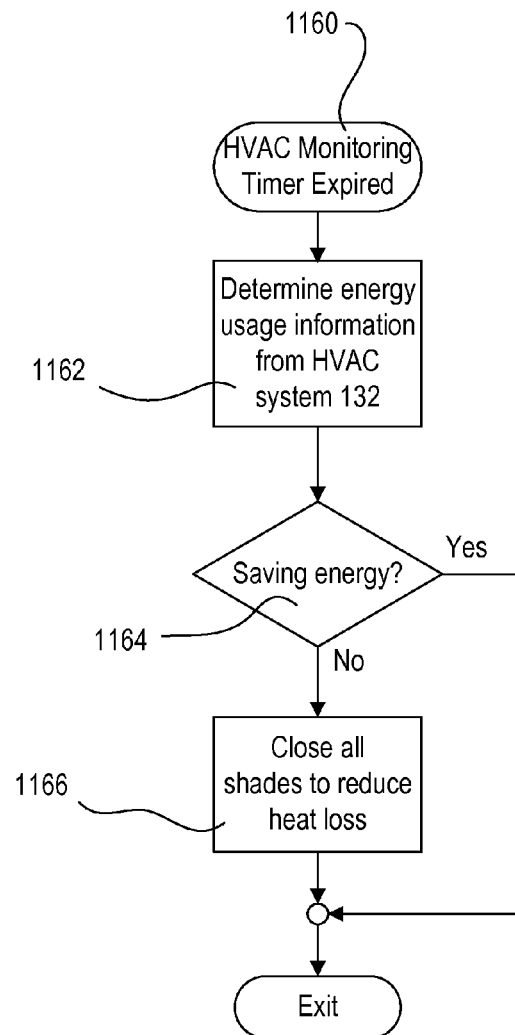 1160
HVAC Monitoring
Timer Expired
Determine energy
usage information
from HVAC
system 132
1162
Yes
Saving energy?
1164
No
Close all
shades to reduce
heat loss
1166
Exit